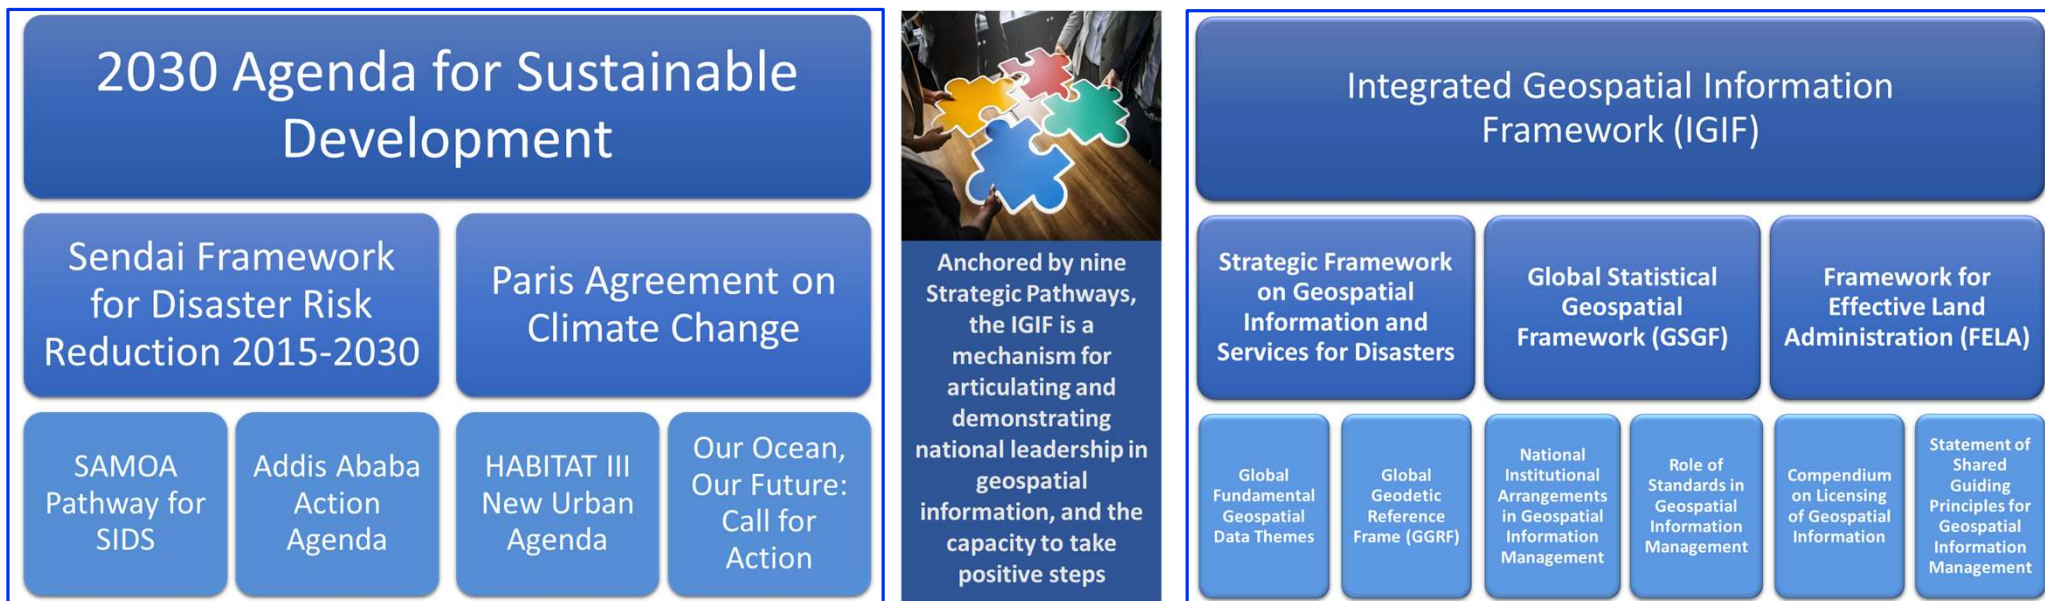 2030 Agenda for Sustainable
Development
Sendai Framework
for Disaster Risk
Reduction 2015-2030
Paris Agreement on
Climate Change
SAMOA
Pathway for
SIDS
Addis Ababa
Action
Agenda
HABITAT III
New Urban
Agenda
Our Ocean,
Our Future:
Call for
Action
Anchored by nine
Strategic Pathways,
the IGIF is a
mechanism for
articulating and
demonstrating
national leadership in
geospatial
information, and the
capacity to take
positive steps
Integrated Geospatial Information
Framework (IGIF)
Strategic Framework
on Geospatial
Information and
Services for Disasters
Global Statistical
Geospatial
Framework (GSGF)
Framework for
Effective Land
Administration (FELA)
Global
Fundamental
Geospatial
Data Themes
Global
Geodetic
Reference
Frame (GGRF)
National
Institutional
Arrangements
in Geospatial
Information
Management
Role of
Standards in
Geospatial
Information
Management
Compendium
on Licensing
of Geospatial
Information
Statement of
Shared
Guiding
Principles for
Geospatial
Information
Management